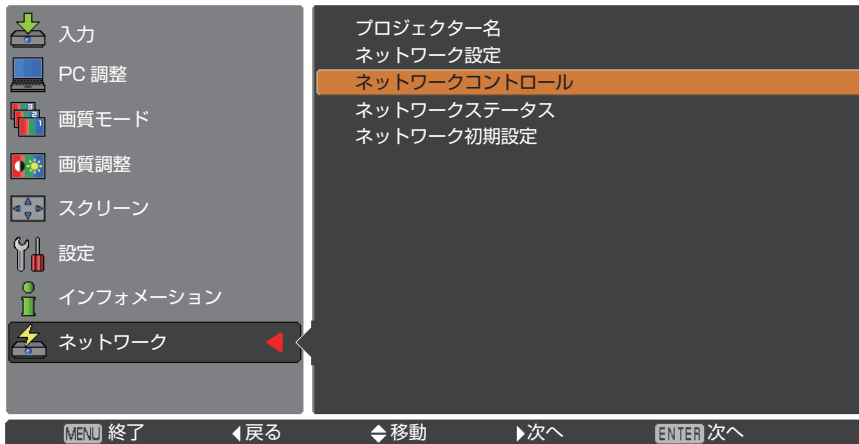 入力
PC 調整
画質モード
画質調整
スクリーン
設定
インフォメーション
ネットワーク
プロジェクター名
ネットワーク設定
ネットワークコントロール
ネットワークステータス
ネットワーク初期設定
MENU 終了 戻る 移動 次へ ENTER 次へ